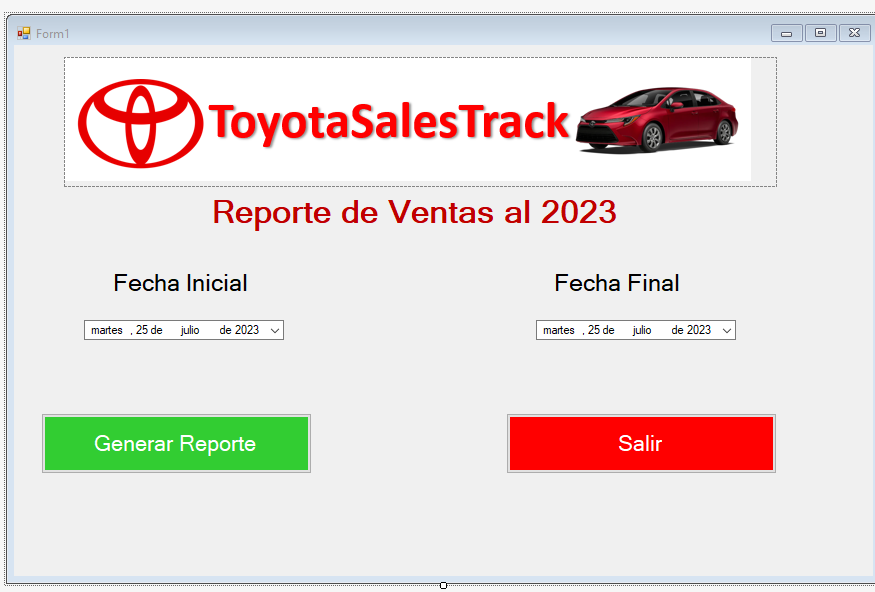 Form1
ToyotaSalesTrack
Reporte de Ventas al 2023
Fecha Inicial
Fecha Final
martes , 25 de julio de 2023
martes , 25 de julio de 2023
Generar Reporte
Salir